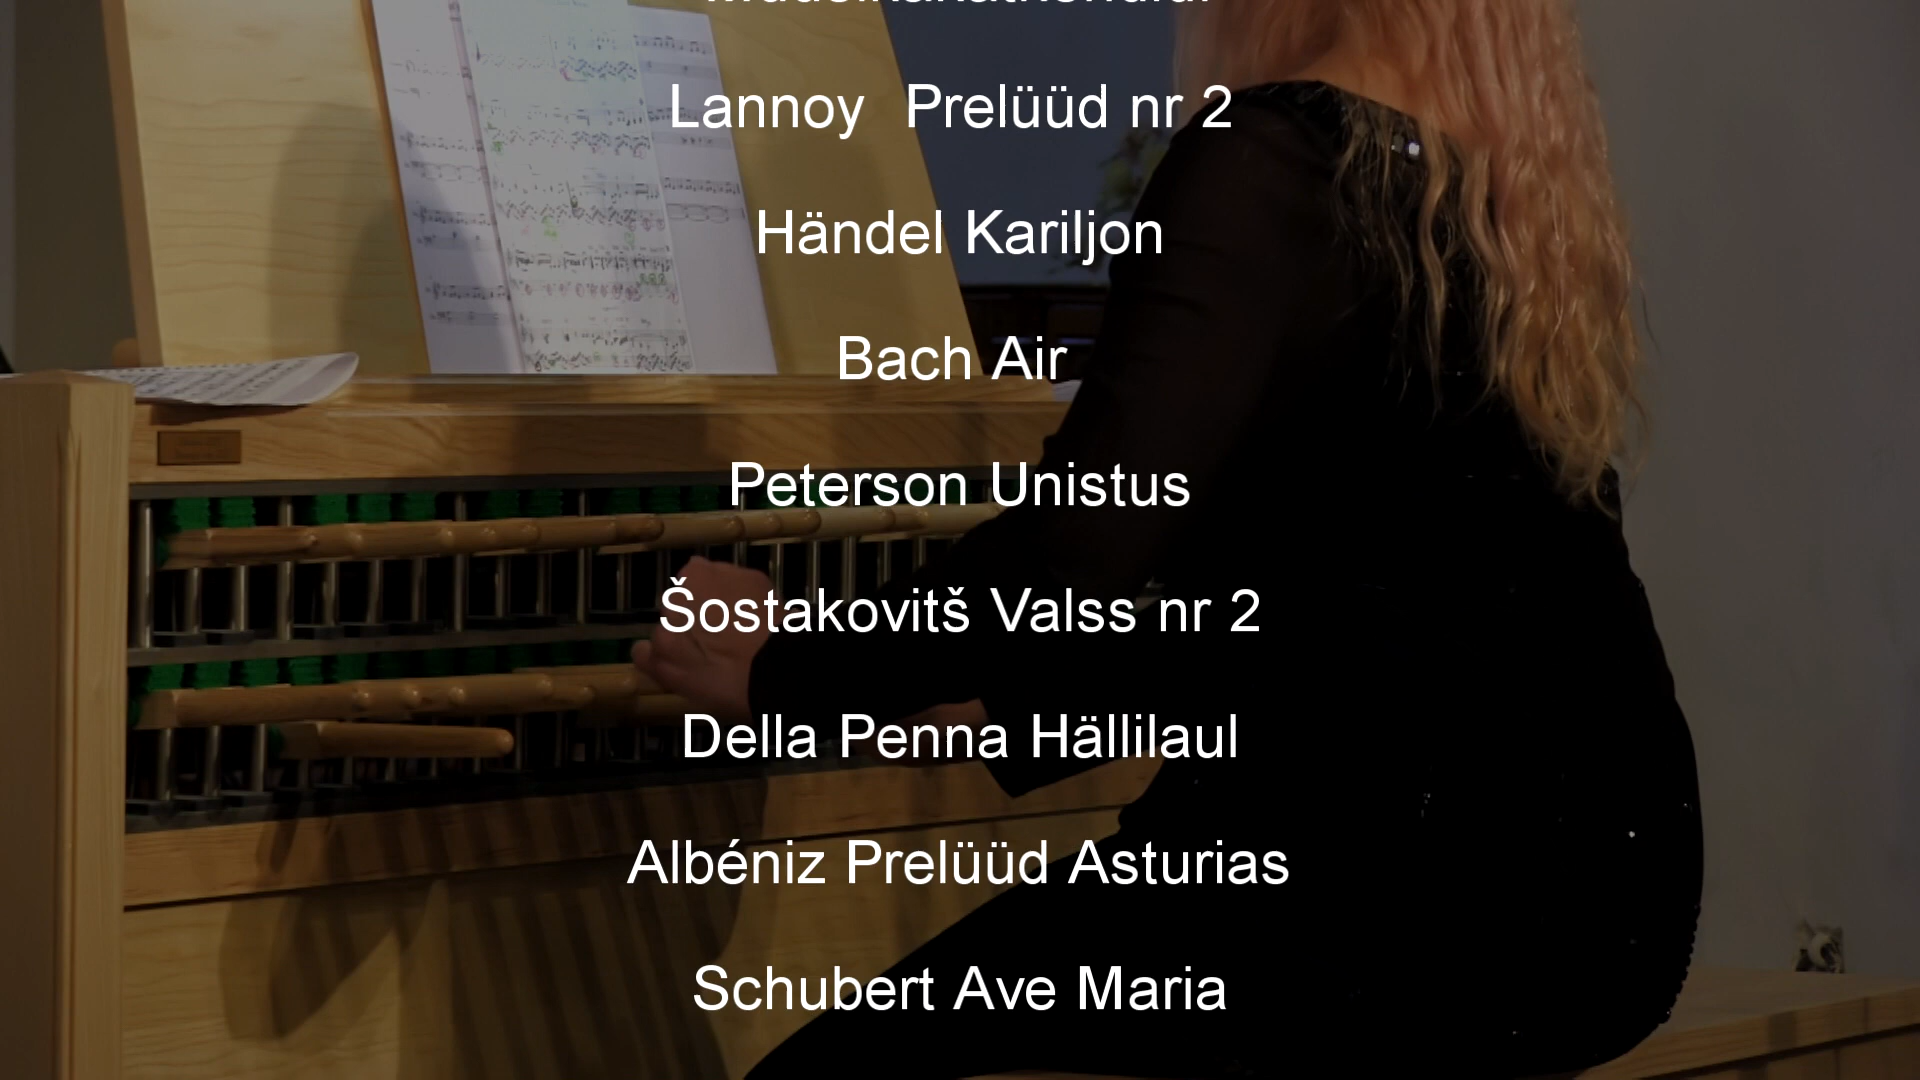 Lannoy Prelüüd nr 2
Händel Kariljon
Bach Air
Peterson Unistus
Šostakovitš Valss nr 2
Della Penna Hällilaul
Albéniz Prelüüd Asturias
Schubert Ave Maria